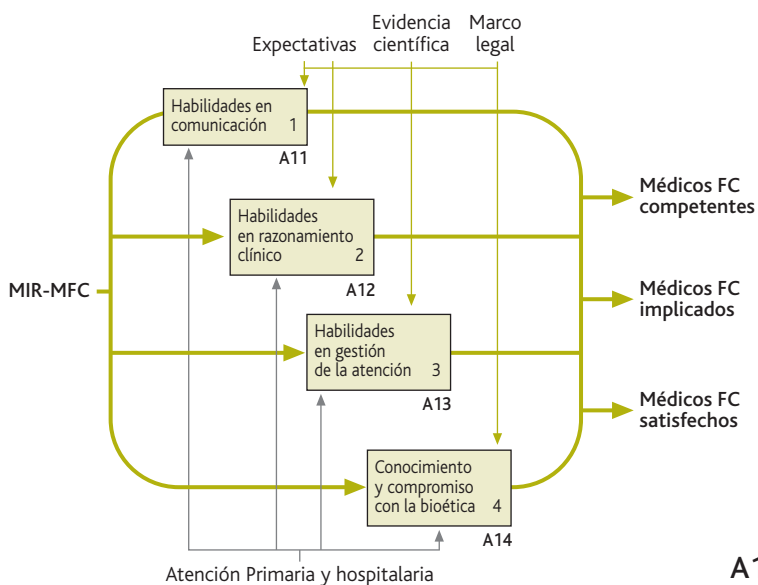 Expectativas
Evidencia
científica
Marco
legal
Habilidades en
comunicación 1
A11
Habilidades
en razonamiento
clínico 2
A12
MIR-MFC
Habilidades
en gestión
de la atención 3
A13
Conocimiento
y compromiso
con la bioética 4
A14
Médicos FC
competentes
Médicos FC
implicados
Médicos FC
satisfechos
Atención Primaria y hospitalaria